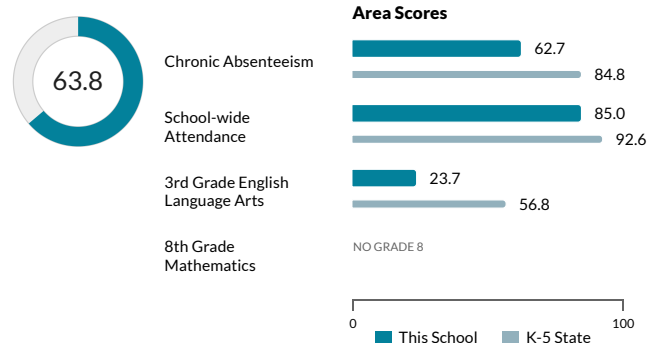 Area Scores
63.8
Chronic Absenteeism
62.7
84.8
School-wide
Attendance
85.0
92.6
3rd Grade English
Language Arts
23.7
56.8
8th Grade
Mathematics
NO GRADE 8
0
100
This School
K-5 State